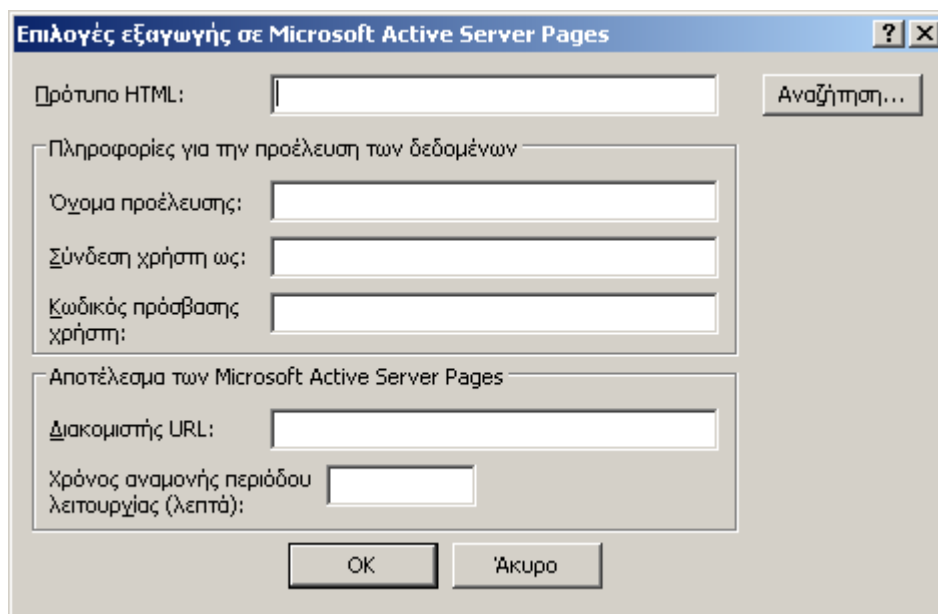 Επιλογές εξαγωγής σε Microsoft Active Server Pages
Πρότυπο HTML:
Αναζήτηση...
Πληροφορίες για την προέλευση των δεδομένων
Όνομα προέλευσης:
Σύνδεση χρήστη ως:
Κωδικός πρόσβασης
χρήστη:
Αποτέλεσμα των Microsoft Active Server Pages
Διακομιστής URL:
Χρόνος αναμονής περιόδου
λειτουργίας (λεπτά):
OK
Άκυρο